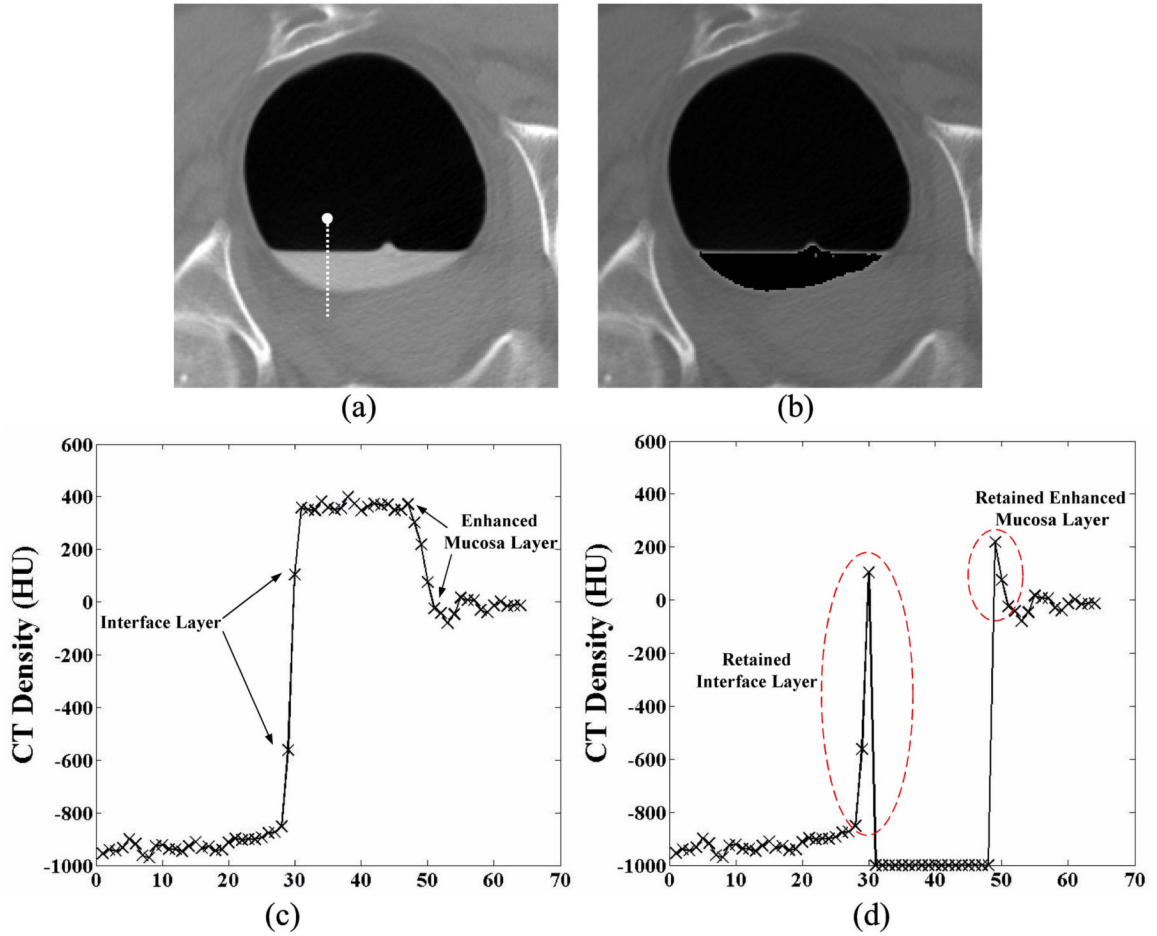 (a)
(b)
600
400
200
0
-200
-400
-600
-800
-1000
0
10
20
30
40
50
60
70
CT Density (HU)
Interface Layer
Enhanced
Mucosa Layer
(c)
600
400
200
0
-200
-400
-600
-800
-1000
0
10
20
30
40
50
60
70
CT Density (HU)
Retained
Interface Layer
Retained Enhanced
Mucosa Layer
(d)